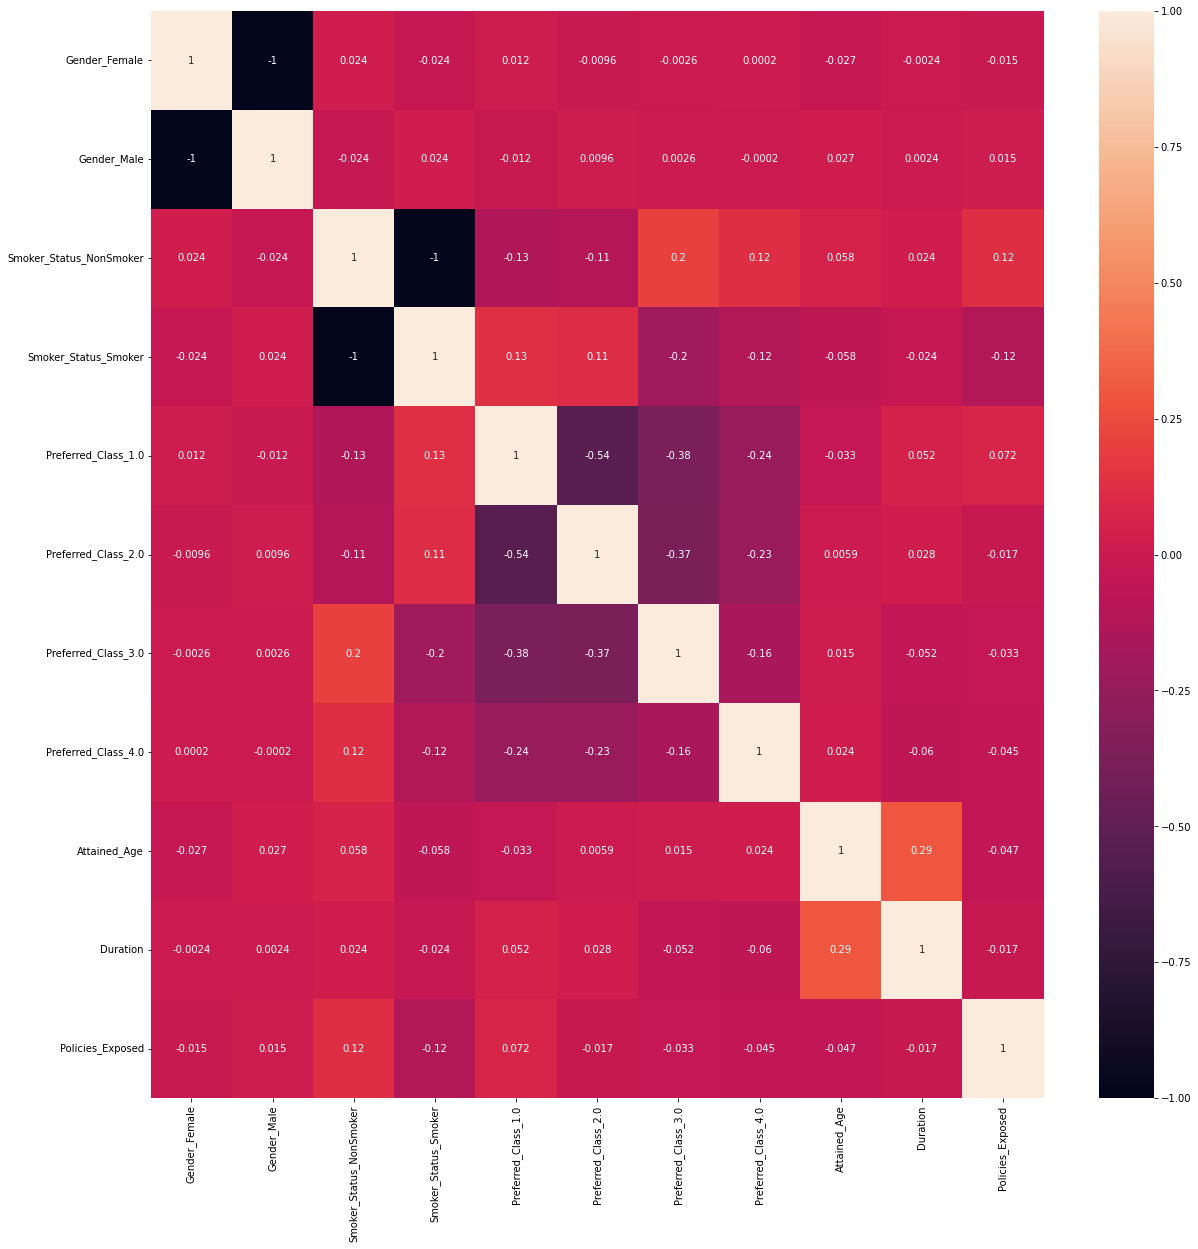 Gender_Female 1 -1 0.024 -0.024 0.012 -0.0096 -0.0026 0.0002 -0.027 -0.0024 -0.015
Gender_Male -1 1 -0.024 0.024 -0.012 0.0096 0.0026 -0.0002 0.027 0.0024 0.015
Smoker_Status_NonSmoker 0.024 -0.024 1 -1 -0.13 -0.11 0.2 0.12 0.058 0.024 0.12
Smoker_Status_Smoker -0.024 0.024 -1 1 0.13 0.11 -0.2 -0.12 -0.058 -0.024 -0.12
Preferred_Class_1.0 0.012 -0.012 -0.13 0.13 1 -0.54 -0.38 -0.24 -0.033 0.052 0.072
Preferred_Class_2.0 -0.0096 0.0096 -0.11 0.11 -0.54 1 -0.37 -0.23 0.0059 0.028 -0.017
Preferred_Class_3.0 -0.0026 0.0026 0.2 -0.2 -0.38 -0.37 1 -0.16 0.015 -0.052 -0.033
Preferred_Class_4.0 0.0002 -0.0002 0.12 -0.12 -0.24 -0.23 -0.16 1 0.024 -0.06 -0.045
Attained_Age -0.027 0.027 0.058 -0.058 -0.033 0.0059 0.015 0.024 1 0.29 -0.047
Duration -0.0024 0.0024 0.024 -0.024 0.052 0.028 -0.052 -0.06 0.29 1 -0.017
Policies_Exposed -0.015 0.015 0.12 -0.12 0.072 -0.017 -0.033 -0.045 -0.047 -0.017 1
Gender_Female
Gender_Male
Smoker_Status_NonSmoker
Smoker_Status_Smoker
Preferred_Class_1.0
Preferred_Class_2.0
Preferred_Class_3.0
Preferred_Class_4.0
Attained_Age
Duration
Policies_Exposed
1.00
0.75
0.50
0.25
0.00
−0.25
−0.50
−0.75
−1.00